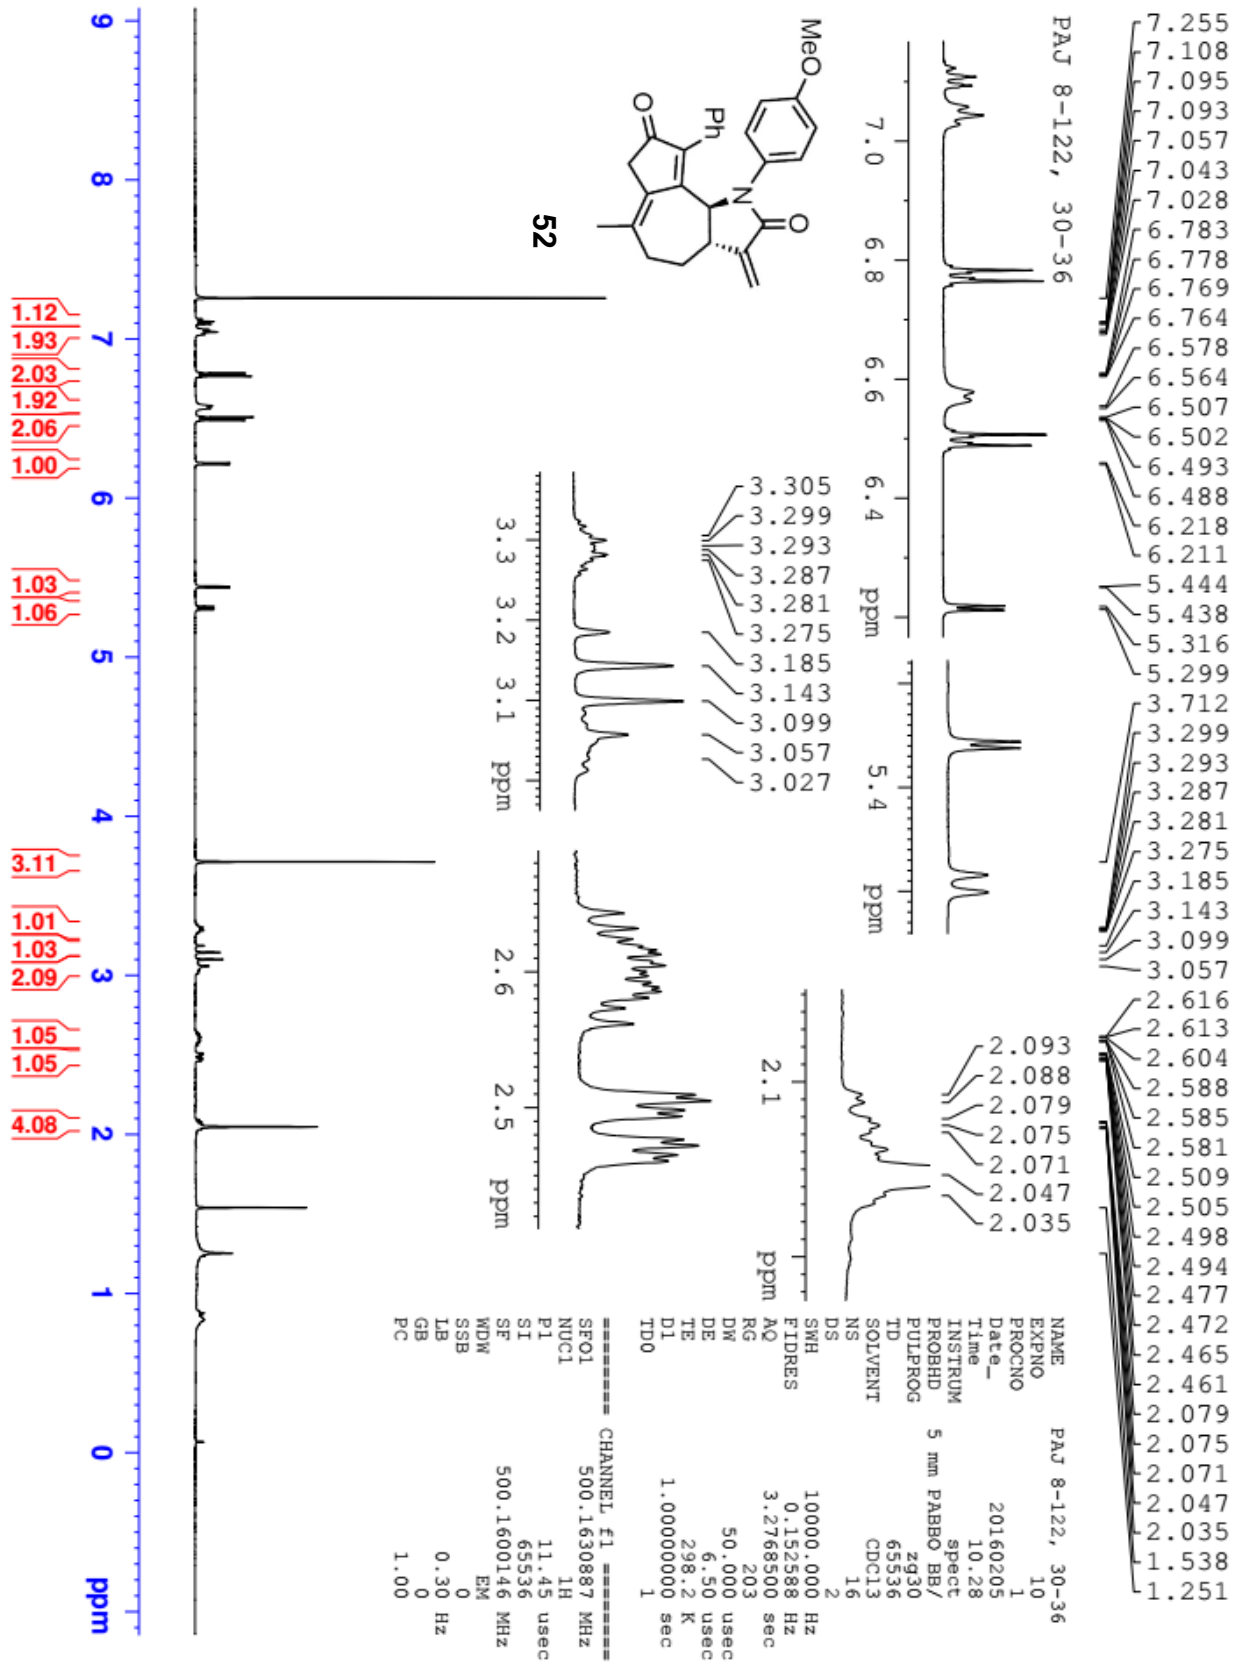 PAJ 8-122, 30-36
7.255
7.108
7.095
7.093
7.057
7.043
7.028
6.783
6.778
6.769
6.764
6.578
6.564
6.507
6.502
6.493
6.488
6.218
6.211
5.444
5.438
5.316
5.299
3.712
3.299
3.293
3.287
3.281
3.275
3.185
3.143
3.099
3.057
2.616
2.613
2.604
2.588
2.585
2.581
2.509
2.505
2.498
2.494
2.477
2.472
2.465
2.461
2.079
2.075
2.071
2.047
2.035
1.538
1.251
7.0 6.8 6.6 6.4 ppm
5.4 ppm
MeO
N
O
Ph
O
52
3.305
3.299
3.293
3.287
3.281
3.275
3.185
3.143
3.099
3.057
3.027
3.3 3.2 3.1 ppm
2.6 2.5 ppm
2.093
2.088
2.079
2.075
2.071
2.047
2.035
2.1 ppm
NAME PAJ 8-122, 30-36
EXPNO 10
PROCNO 1
Date_ 20160205
Time 10.28
INSTRUM spect
PROBHD 5 mm PABBO BB/
PULPROG zg30
TD 65536
SOLVENT CDCl3
NS 16
DS 2
SWH 10000.000 Hz
FIDRES 0.152588 Hz
AQ 3.2768500 sec
RG 203
DW 50.000 usec
DE 6.50 usec
TE 298.2 K
D1 1.00000000 sec
TD0 1
======== CHANNEL f1 ========
SFO1 500.1630887 MHz
NUC1 1H
P1 11.45 usec
SI 65536
SF 500.1600146 MHz
WDW EM
SSB 0
LB 0.30 Hz
GB 0
PC 1.00
9 8 7 6 5 4 3 2 1 0 ppm
1.12
1.93
2.03
1.92
2.06
1.00
1.03
1.06
3.11
1.01
1.03
2.09
1.05
1.05
4.08